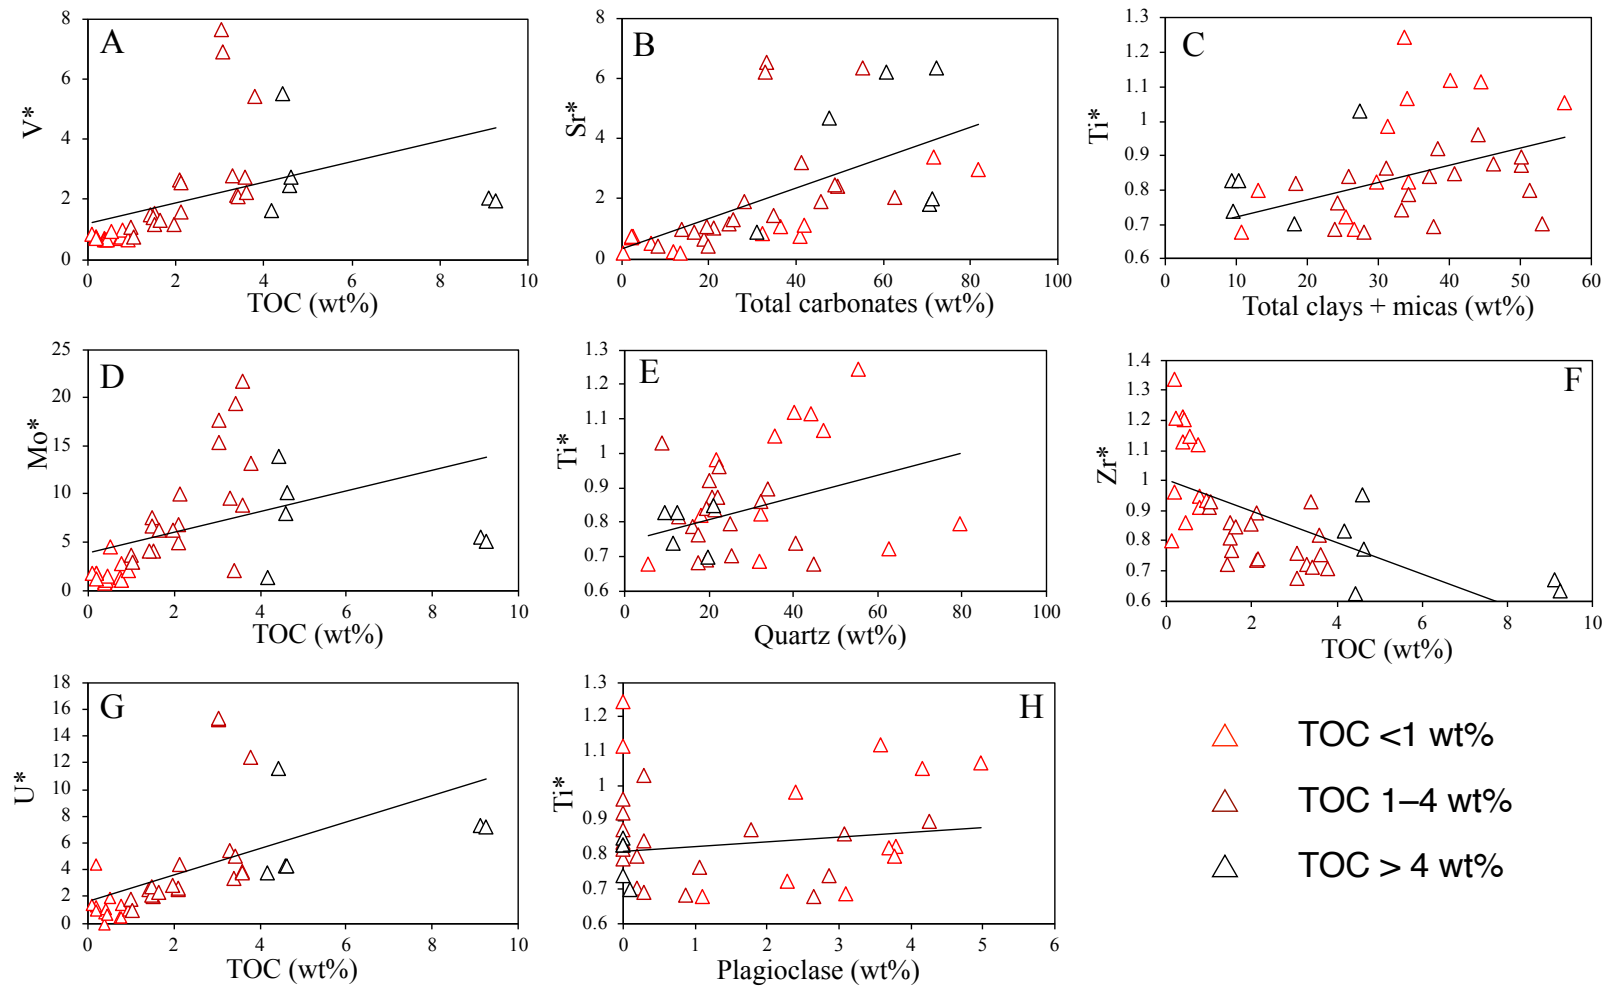 A
V*
8
6
4
2
0
0 2 4 6 8 10
TOC (wt%)
B
Sr*
8
6
4
2
0
0 20 40 60 80 100
Total carbonates (wt%)
C
Ti*
1.3
1.2
1.1
1
0.9
0.8
0.7
0.6
0 10 20 30 40 50 60
Total clays + micas (wt%)
D
Mo*
25
20
15
10
5
0
0 2 4 6 8 10
TOC (wt%)
E
Ti*
1.3
1.2
1.1
1
0.9
0.8
0.7
0.6
0 20 40 60 80 100
Quartz (wt%)
F
Zr*
1.4
1.3
1.2
1.1
1
0.9
0.8
0.7
0.6
0 2 4 6 8 10
TOC (wt%)
G
U*
18
16
14
12
10
8
6
4
2
0
0 2 4 6 8 10
TOC (wt%)
H
Ti*
1.3
1.2
1.1
1
0.9
0.8
0.7
0.6
0 1 2 3 4 5 6
Plagioclase (wt%)
TOC <1 wt%
TOC 1–4 wt%
TOC > 4 wt%